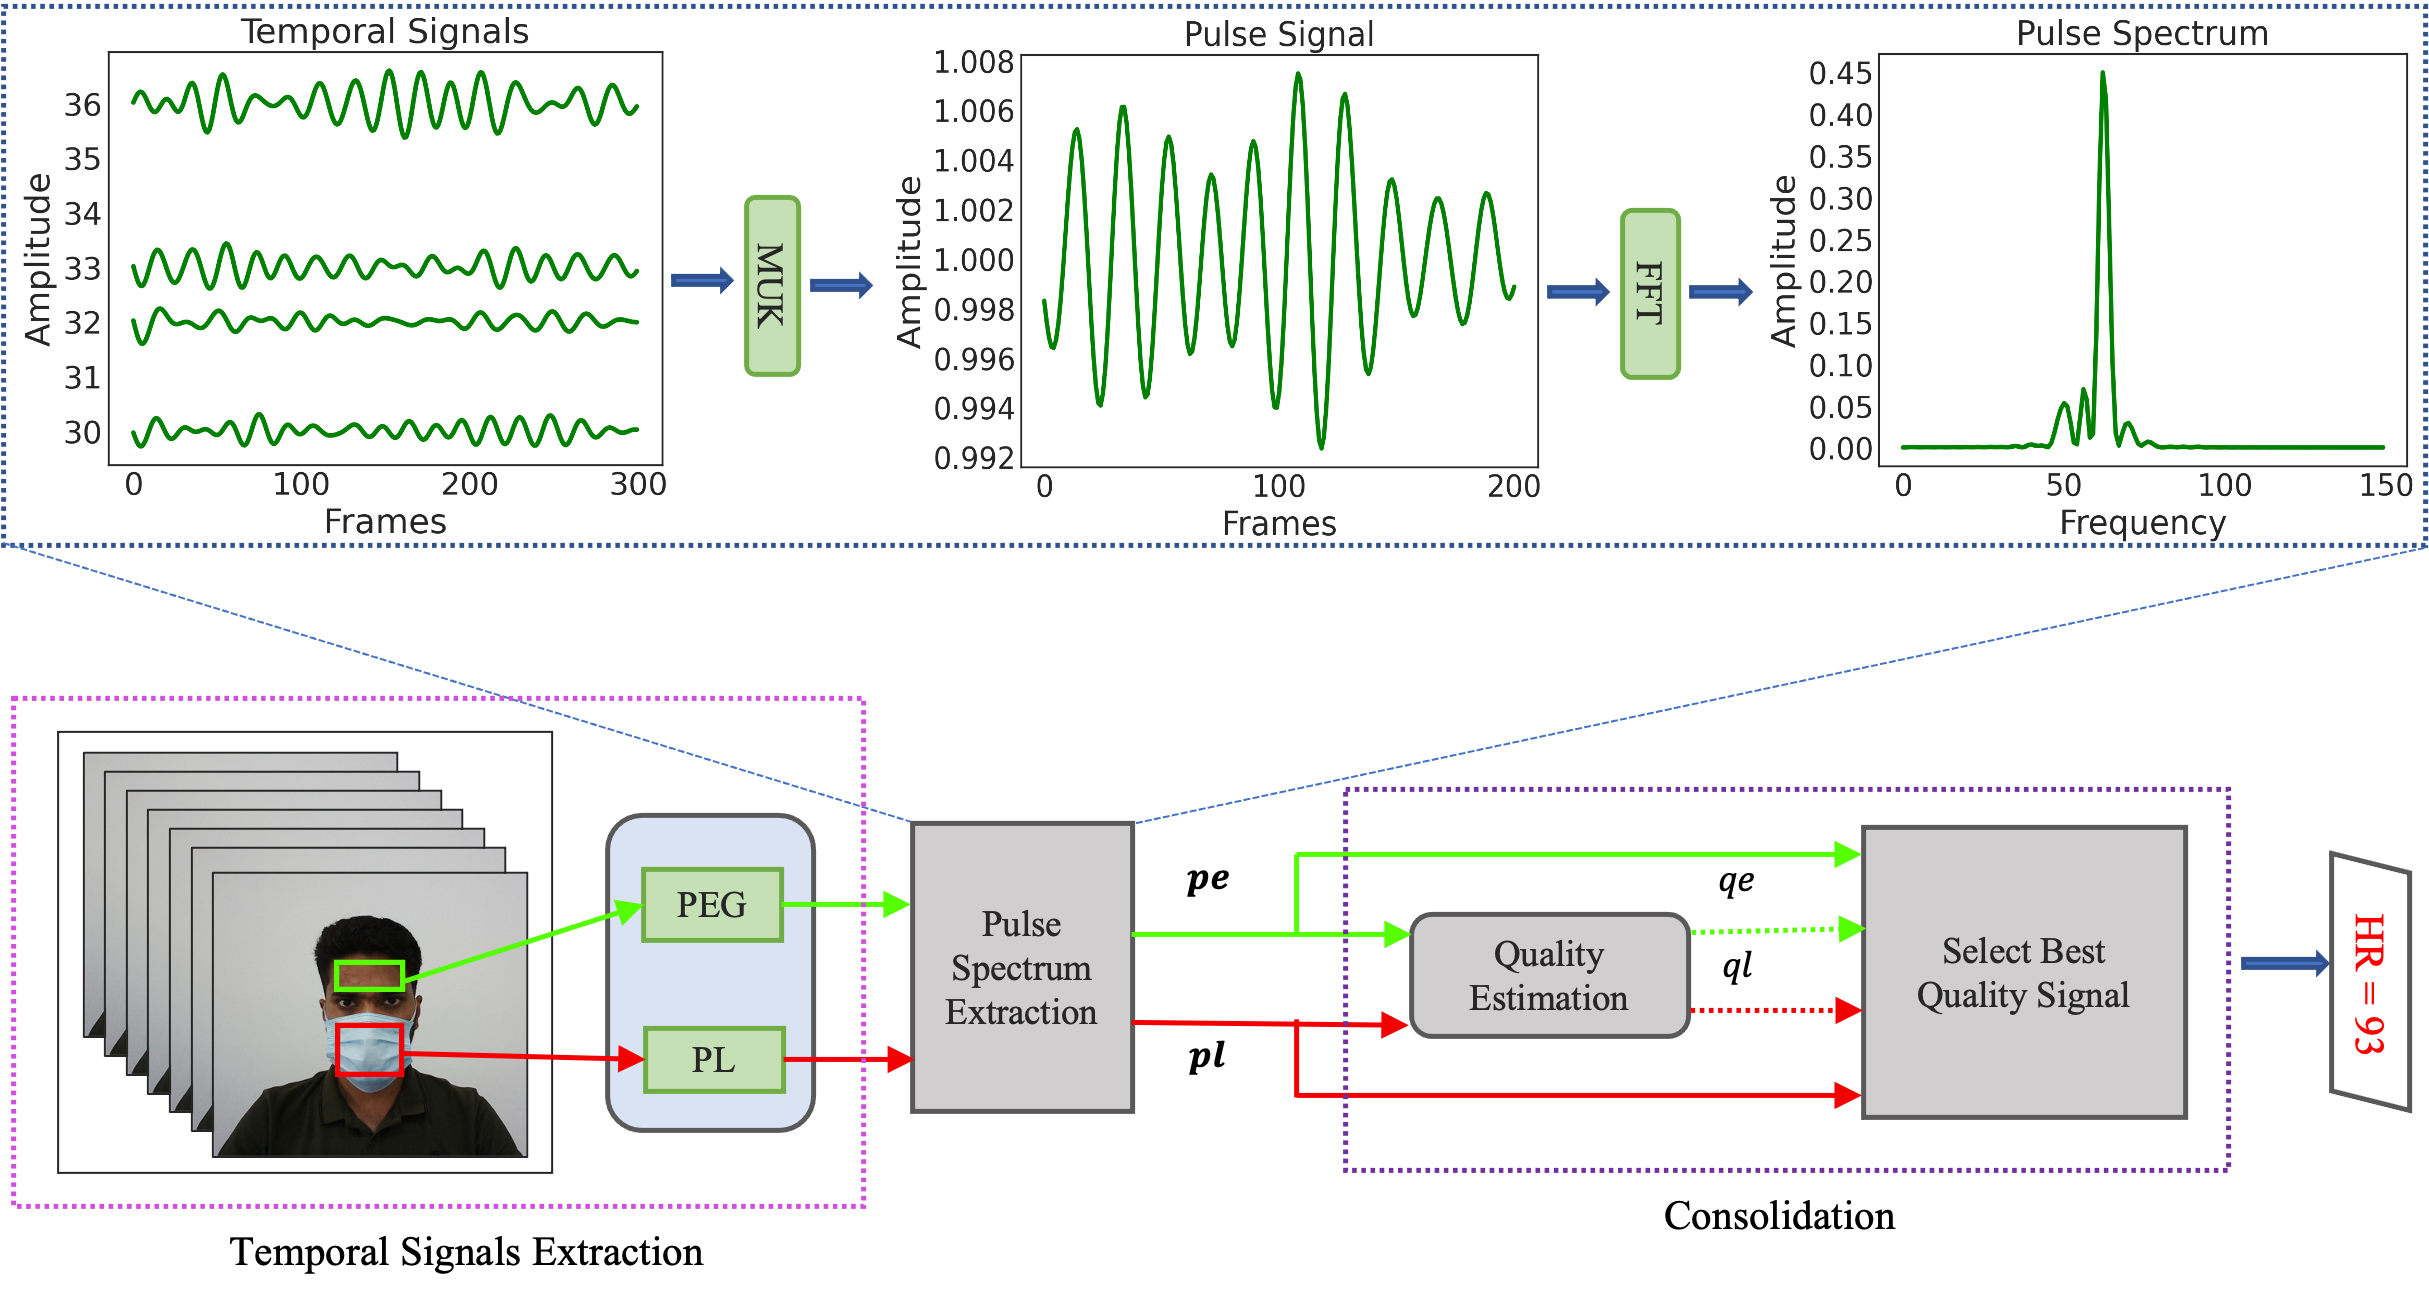 Temporal Signals
Amplitude
36
35
34
33
32
31
30
0 100 200 300
Frames
MUK
Pulse Signal
Amplitude
1.008
1.006
1.004
1.002
1.000
0.998
0.996
0.994
0.992
0 100 200
Frames
FFT
Pulse Spectrum
Amplitude
0.45
0.40
0.35
0.30
0.25
0.20
0.15
0.10
0.05
0.00
0 50 100 150
Frequency
PEG
PL
Temporal Signals Extraction
Pulse
Spectrum
Extraction
pe
pl
Quality
Estimation
qe
ql
Select Best
Quality Signal
Consolidation
HR = 93